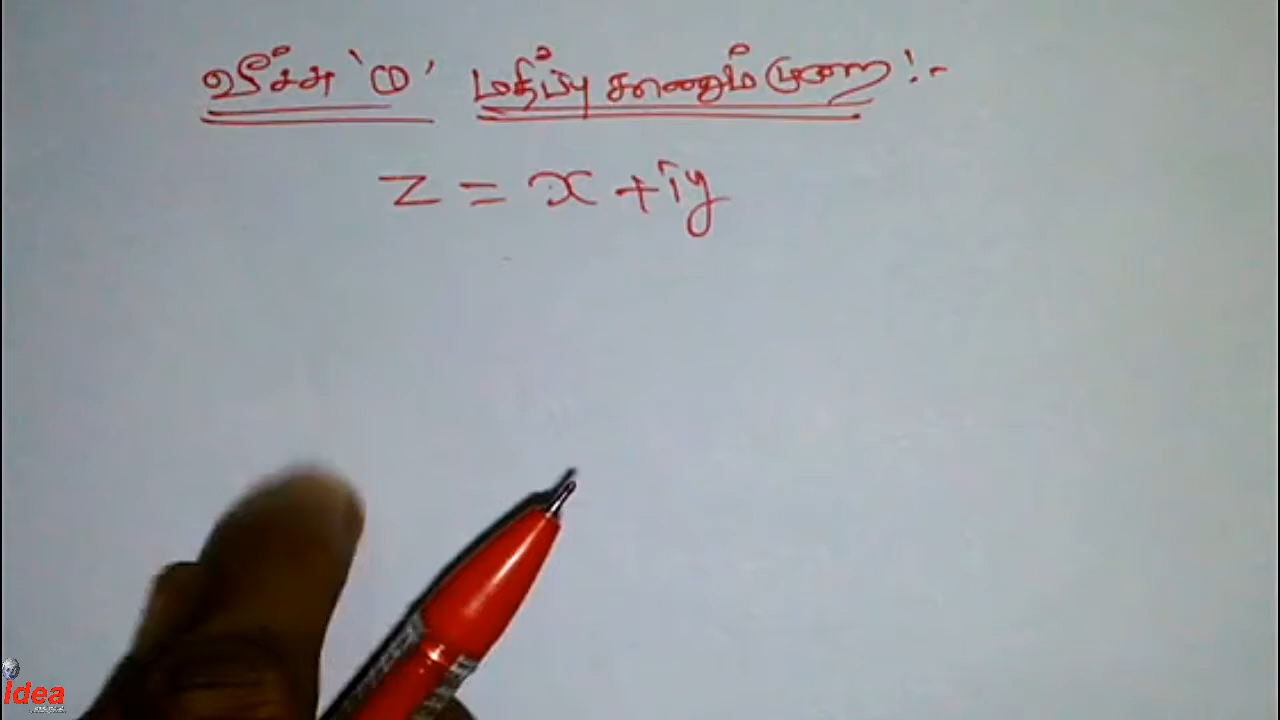 வீச்சு 'θ' மதிப்பு காணும் முறை :-
z = x + iy
Idea